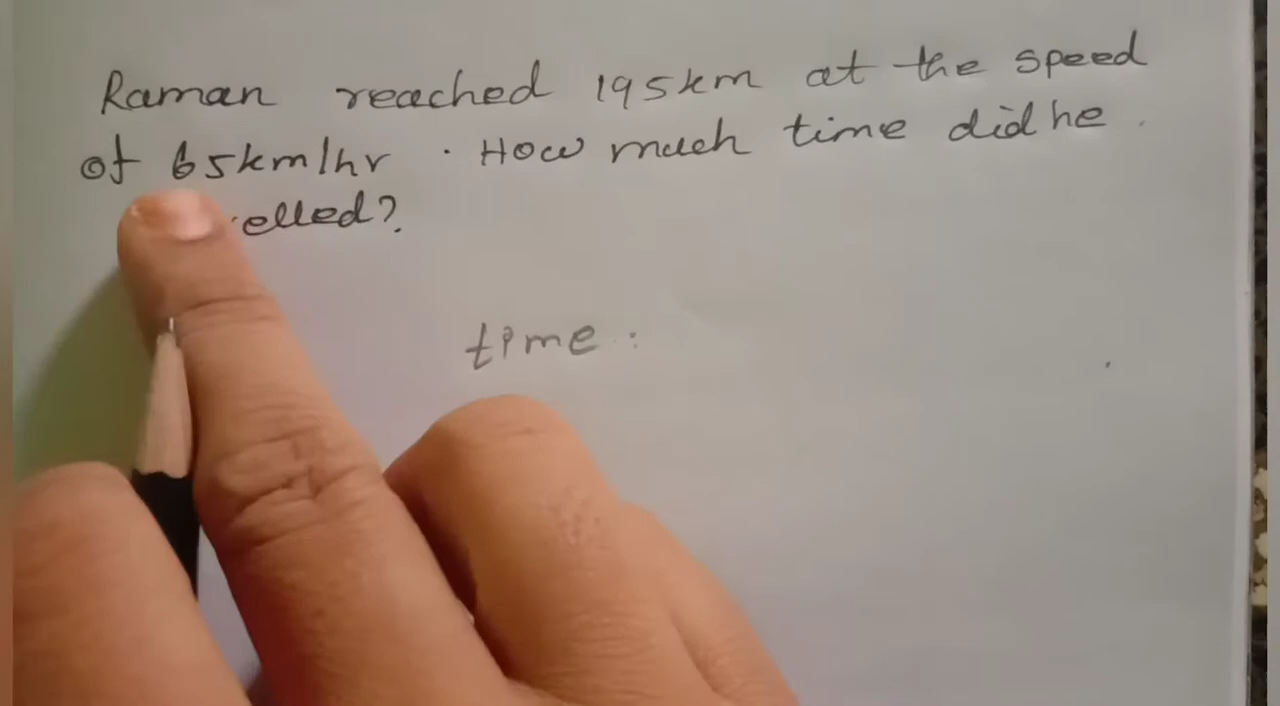 Raman reached 195km at the speed
of 65km/hr . How much time did he
elled?
time :